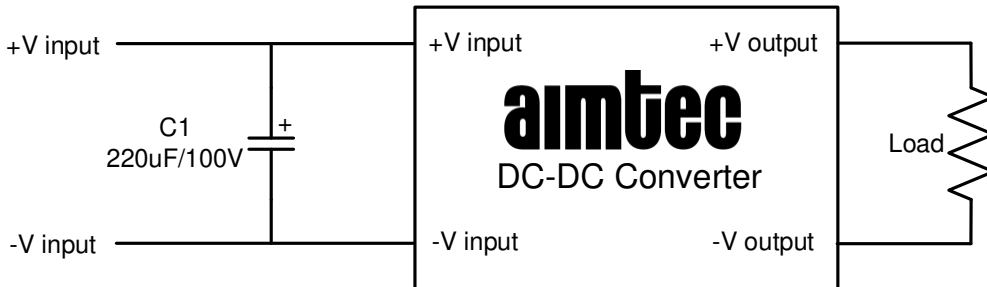 +V input
+V input
+V output
C1
220uF/100V
+
aimtec
DC-DC Converter
Load
-V input
-V input
-V output